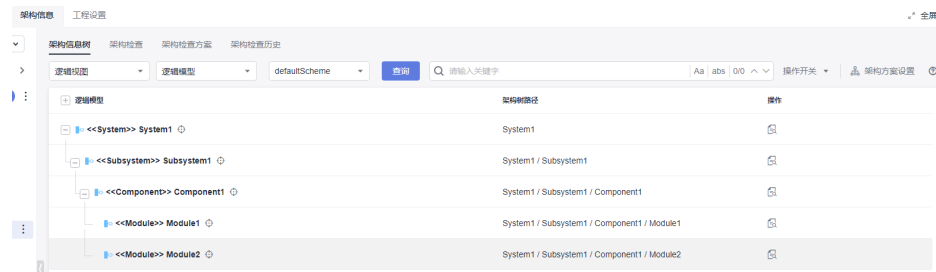 架构信息 工程设置 全屏
架构信息树 架构检查 架构检查方案 架构检查历史
逻辑视图 逻辑模型 defaultScheme 查询 请输入关键字 Aa abs 0/0 操作开关 架构方案设置
逻辑模型 架构树路径 操作
<<System>> System1 System1
<<Subsystem>> Subsystem1 System1 / Subsystem1
<<Component>> Component1 System1 / Subsystem1 / Component1
<<Module>> Module1 System1 / Subsystem1 / Component1 / Module1
<<Module>> Module2 System1 / Subsystem1 / Component1 / Module2